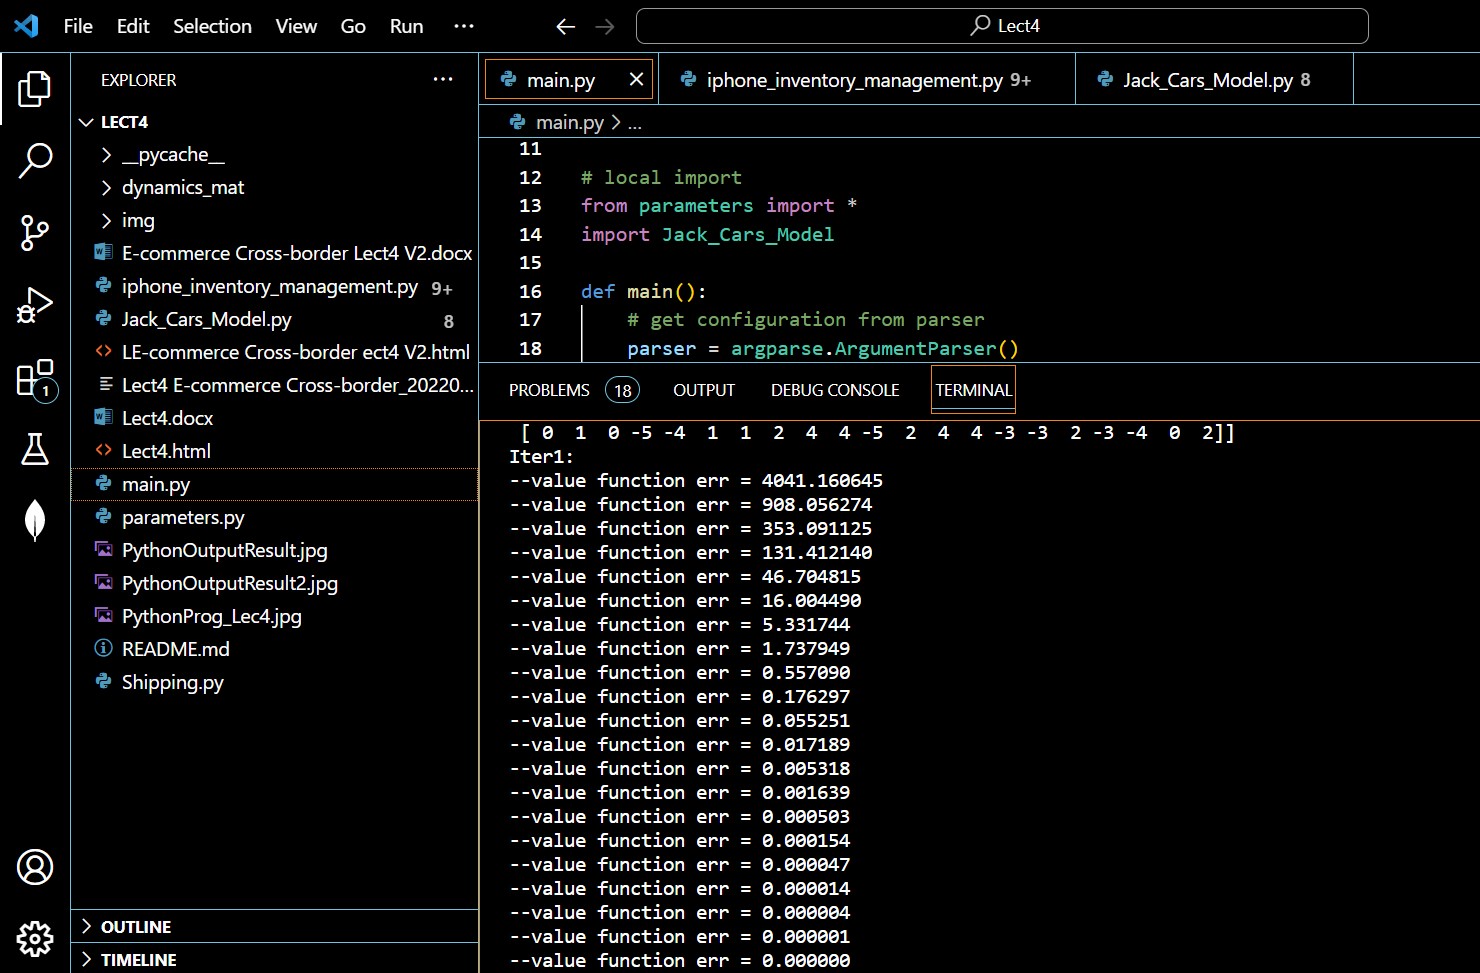 File Edit Selection View Go Run ··· Lect4
EXPLORER ···
LECT4
__pycache__
dynamics_mat
img
E-commerce Cross-border Lect4 V2.docx
iphone_inventory_management.py 9+
Jack_Cars_Model.py 8
LE-commerce Cross-border ect4 V2.html
Lect4 E-commerce Cross-border_20220...
Lect4.docx
Lect4.html
main.py
parameters.py
PythonOutputResult.jpg
PythonOutputResult2.jpg
PythonProg_Lec4.jpg
README.md
Shipping.py
OUTLINE
TIMELINE
1
main.py iphone_inventory_management.py 9+ Jack_Cars_Model.py 8
main.py > ...
11
12 # local import
13 from parameters import *
14 import Jack_Cars_Model
15
16 def main():
17 # get configuration from parser
18 parser = argparse.ArgumentParser()
PROBLEMS 18 OUTPUT DEBUG CONSOLE TERMINAL
[ 0 1 0 -5 -4 1 1 2 4 4 -5 2 4 4 -3 -3 2 -3 -4 0 2]]
Iter1:
--value function err = 4041.160645
--value function err = 908.056274
--value function err = 353.091125
--value function err = 131.412140
--value function err = 46.704815
--value function err = 16.004490
--value function err = 5.331744
--value function err = 1.737949
--value function err = 0.557090
--value function err = 0.176297
--value function err = 0.055251
--value function err = 0.017189
--value function err = 0.005318
--value function err = 0.001639
--value function err = 0.000503
--value function err = 0.000154
--value function err = 0.000047
--value function err = 0.000014
--value function err = 0.000004
--value function err = 0.000001
--value function err = 0.000000